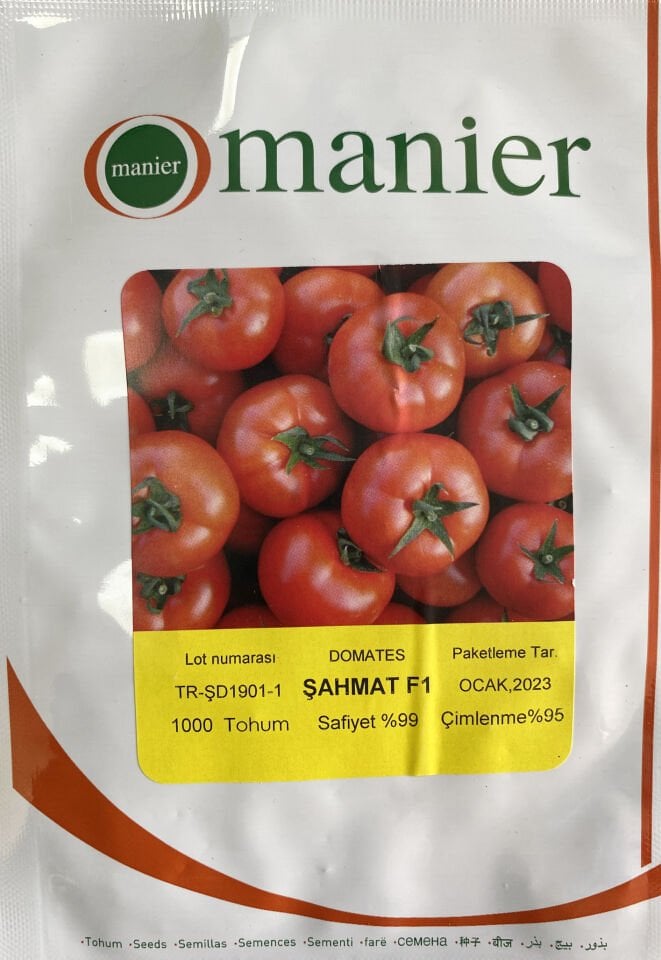 manier
manier
Lot numarası DOMATES Paketleme Tar.
TR-ŞD1901-1 ŞAHMAT F1 OCAK,2023
1000 Tohum Safiyet %99 Çimlenme%95
·Tohum ·Seeds ·Semillas ·Semences ·Sementi ·farë ·семена ·种子 ·बीज ·بذر ·بيج ·بذور